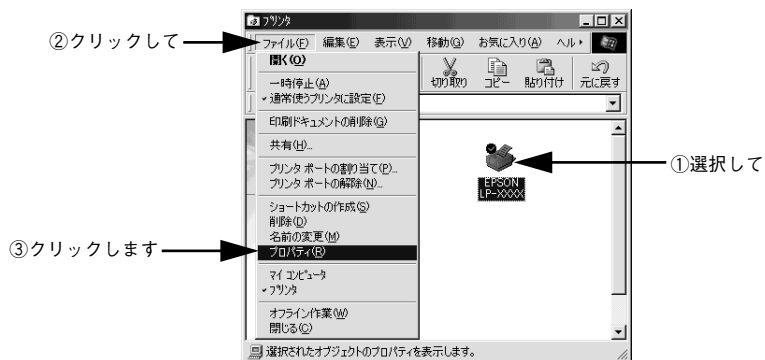 プリンタ
ファイル(F) 編集(E) 表示(V) 移動(G) お気に入り(A) ヘル
②クリックして
開く(O)
一時停止(A)
通常使うプリンタに設定(F)
印刷ドキュメントの削除(G)
共有(H)...
プリンタ ポートの割り当て(P)...
プリンタ ポートの解除(N)...
ショートカットの作成(S)
削除(D)
名前の変更(M)
プロパティ(R)
マイ コンピュータ
プリンタ
オフライン作業(W)
閉じる(C)
切り取り コピー 貼り付け 元に戻す
EPSON
LP-XXXX
①選択して
③クリックします
選択されたオブジェクトのプロパティを表示します。